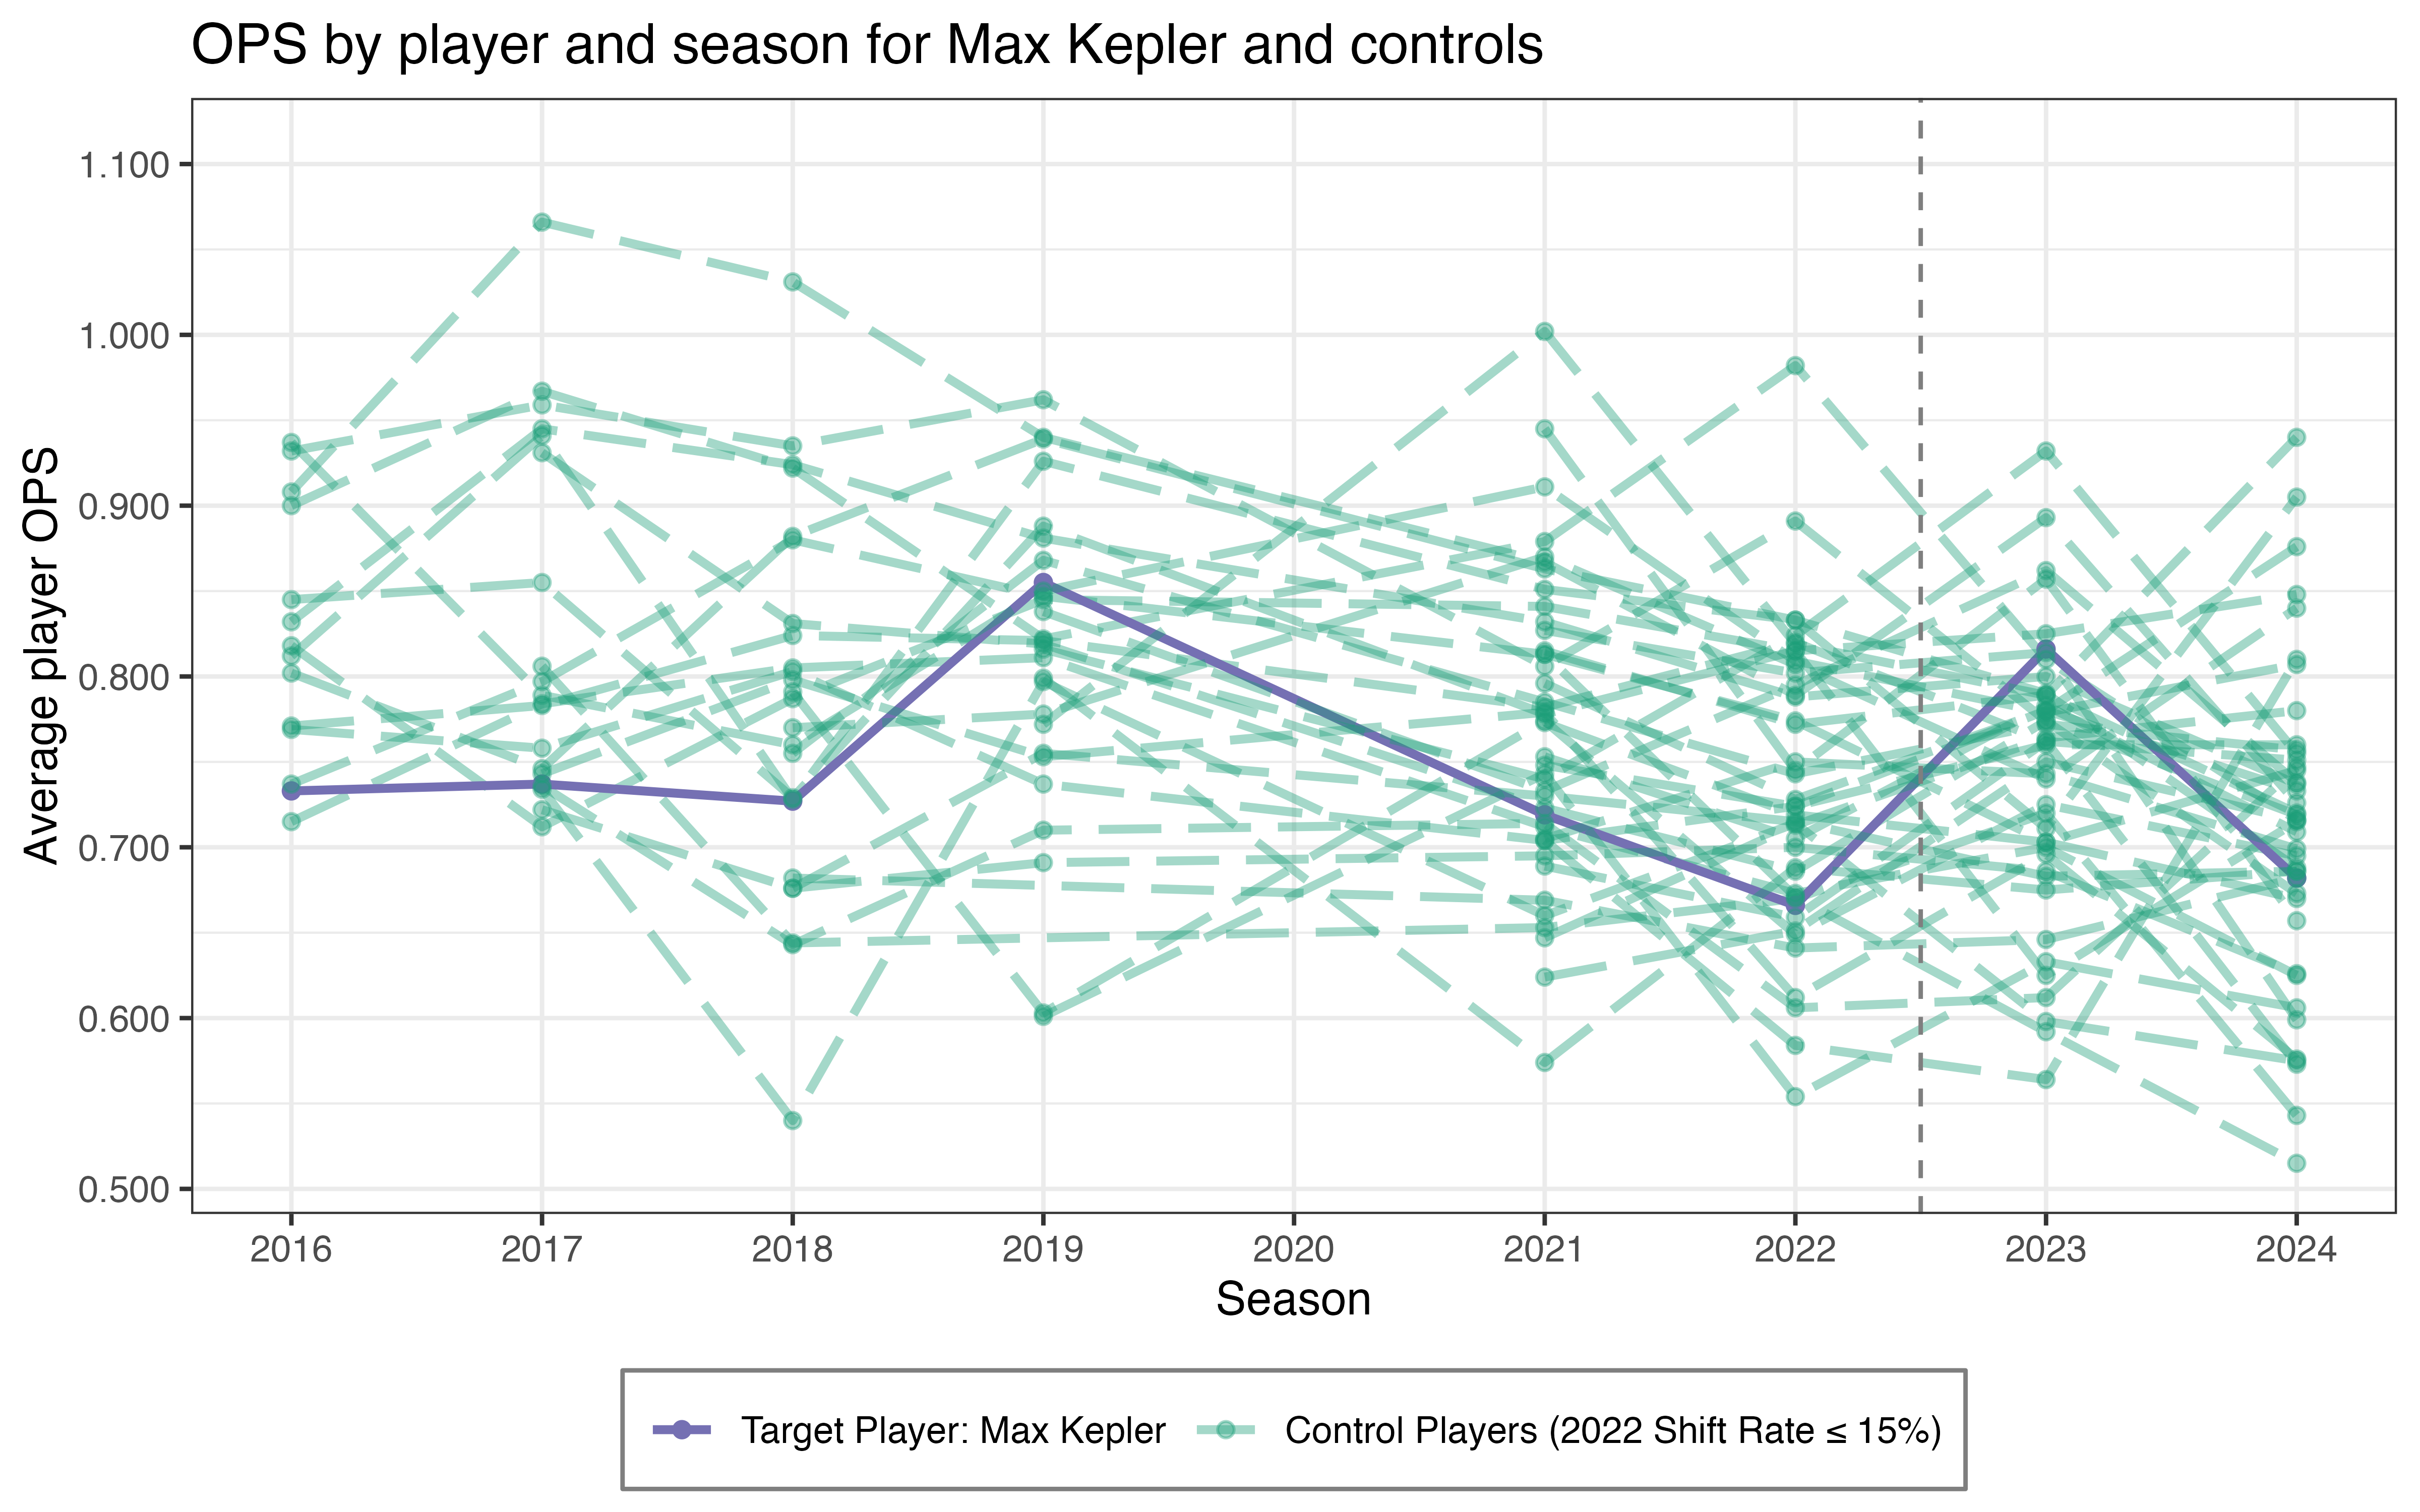 OPS by player and season for Max Kepler and controls
Average player OPS
1.100
1.000
0.900
0.800
0.700
0.600
0.500
2016 2017 2018 2019 2020 2021 2022 2023 2024
Season
Target Player: Max Kepler Control Players (2022 Shift Rate ≤ 15%)